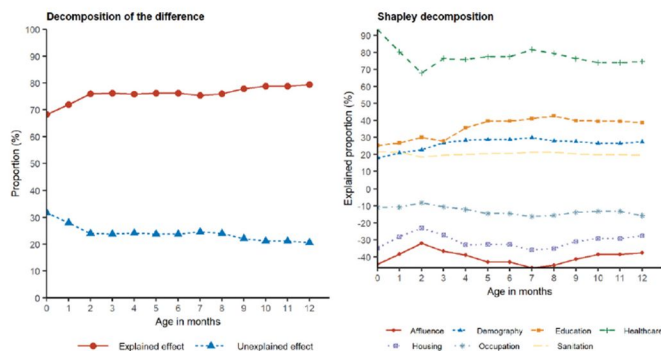 Decomposition of the difference
100
90
80
70
60
50
40
30
20
10
0
Proportion (%)
0 1 2 3 4 5 6 7 8 9 10 11 12
Age in months
Explained effect Unexplained effect
Shapley decomposition
90
80
70
60
50
40
30
20
10
0
-10
-20
-30
-40
Explained proportion (%)
0 1 2 3 4 5 6 7 8 9 10 11 12
Age in months
Affluence Demography Education Healthcare
Housing Occupation Sanitation